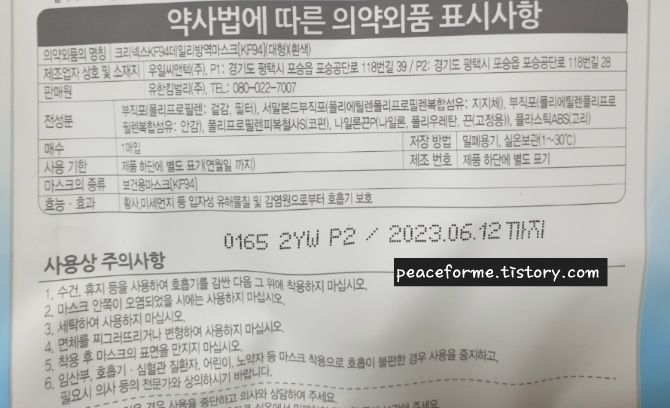 약사법에 따른 의약외품 표시사항
의약외품의 명칭 크리넥스KF94데일리방역마스크[KF94](대형)(흰색)
제조업자 상호 및 소재지 우일씨앤텍(주), P1: 경기도 평택시 포승읍 포승공단로 118번길 39 / P2: 경기도 평택시 포승읍 포승공단로 118번길 28
판매원 유한킴벌리(주), TEL: 080-022-7007
전성분 부직포(폴리프로필렌: 겉감, 필터), 서말본드부직포(폴리에틸렌폴리프로필렌복합섬유: 지지체), 부직포(폴리에틸렌폴리프로
필렌복합섬유: 안감), 폴리프로필렌피복철사S(코편), 나일론끈P(나일론, 폴리우레탄, 끈(고정용)), 플라스틱ABS(고리)
매수 1매입 저장 방법 밀폐용기, 실온보관(1~30℃)
사용 기한 제품 하단에 별도 표기(연월일 까지) 제조 번호 제품 하단에 별도 표기
마스크의 종류 보건용마스크[KF94]
효능·효과 황사,미세먼지 등 입자성 유해물질 및 감염원으로부터 호흡기 보호
0165 2YW P2 / 2023.06.12 까지
peaceforme.tistory.com
사용상 주의사항
1. 수건, 휴지 등을 사용하여 호흡기를 감싼 다음 그 위에 착용하지 마십시오.
2. 마스크 안쪽이 오염되었을 시에는 사용하지 마십시오.
3. 세탁하여 사용하지 마십시오.
4. 면체를 찌그러뜨리거나 변형하여 사용하지 마십시오.
5. 착용 후 마스크의 표면을 만지지 마십시오.
6. 임산부, 호흡기·심혈관 질환자, 어린이, 노약자 등 마스크 착용으로 호흡이 불편한 경우 사용을 중지하고,
필요시 의사 등의 전문가와 상의하시기 바랍니다.
경우 사용을 중단하고 의사와 상담하여 주세요.